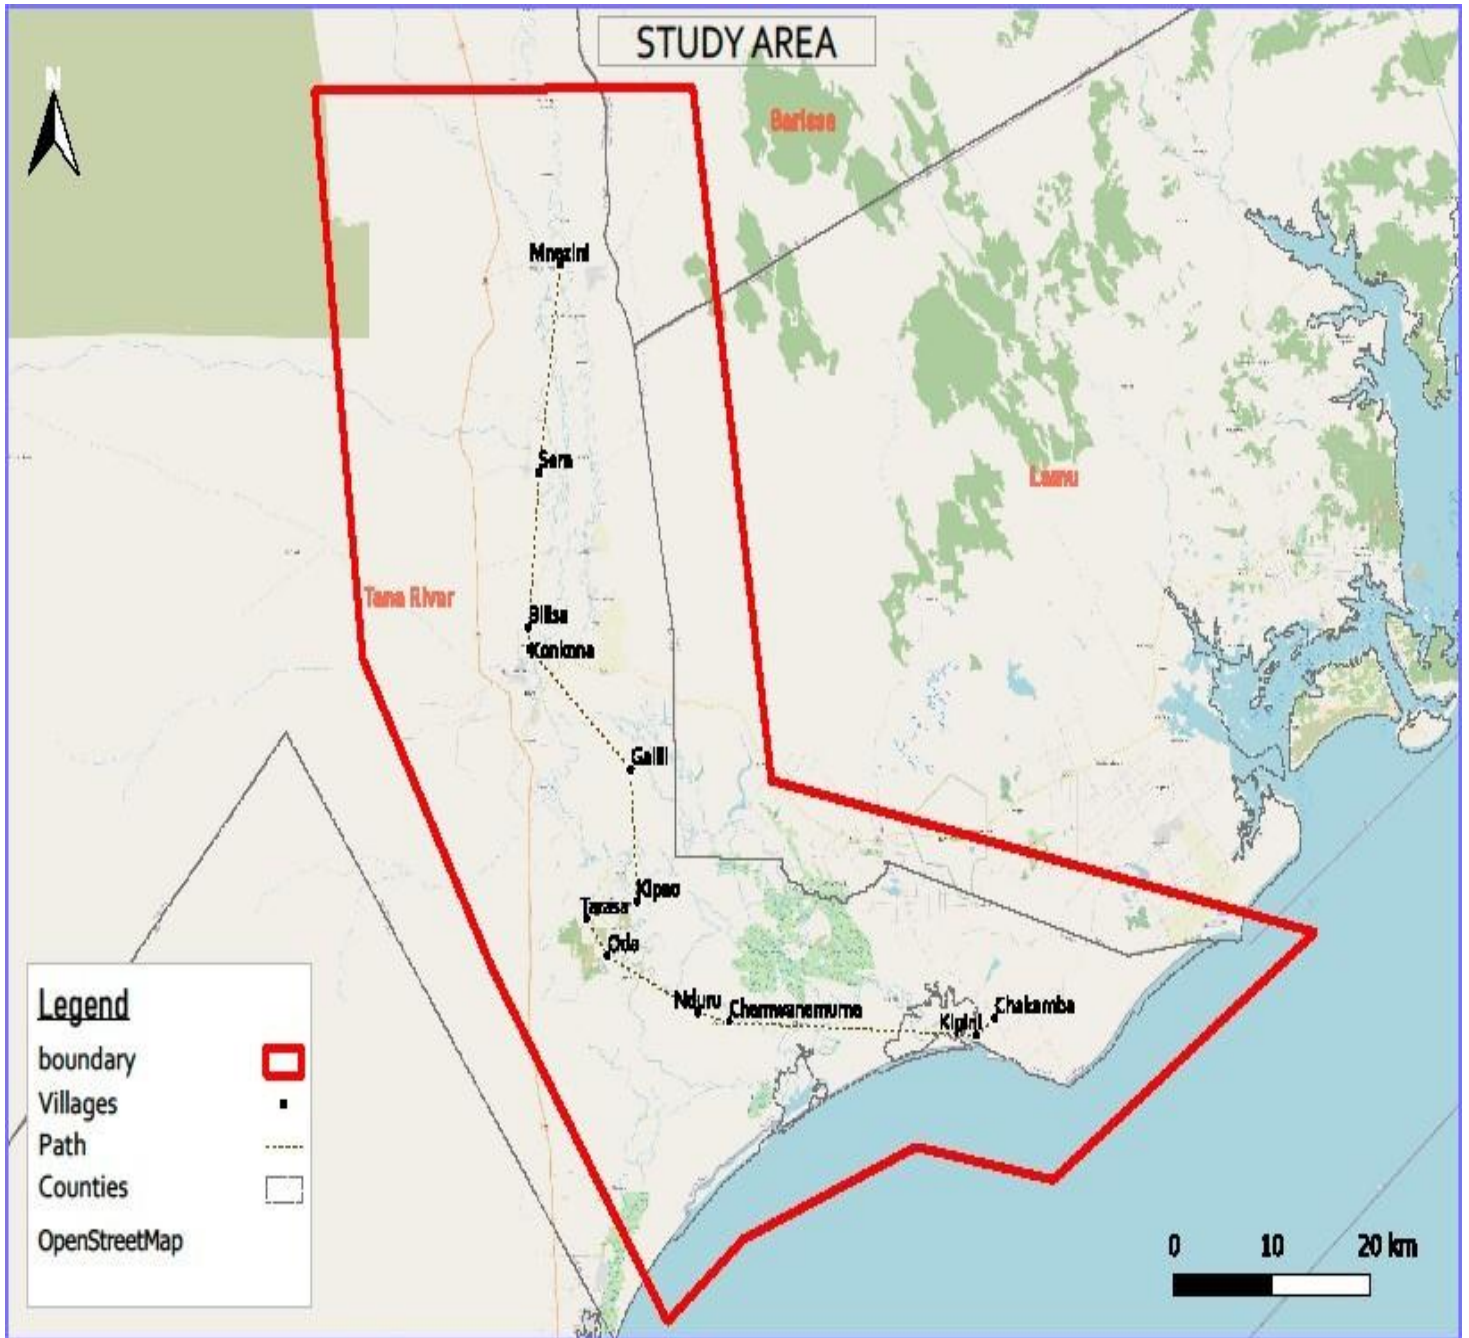 STUDY AREA
N
Garissa
Mnazini
Sera
Lamu
Tana River
Bilisa
Konkona
Galili
Kipao
Tarasa
Oda
Nduru
Chamwanamuma
Kipini
Chakamba
Legend
boundary
Villages
Path
Counties
OpenStreetMap
0 10 20 km